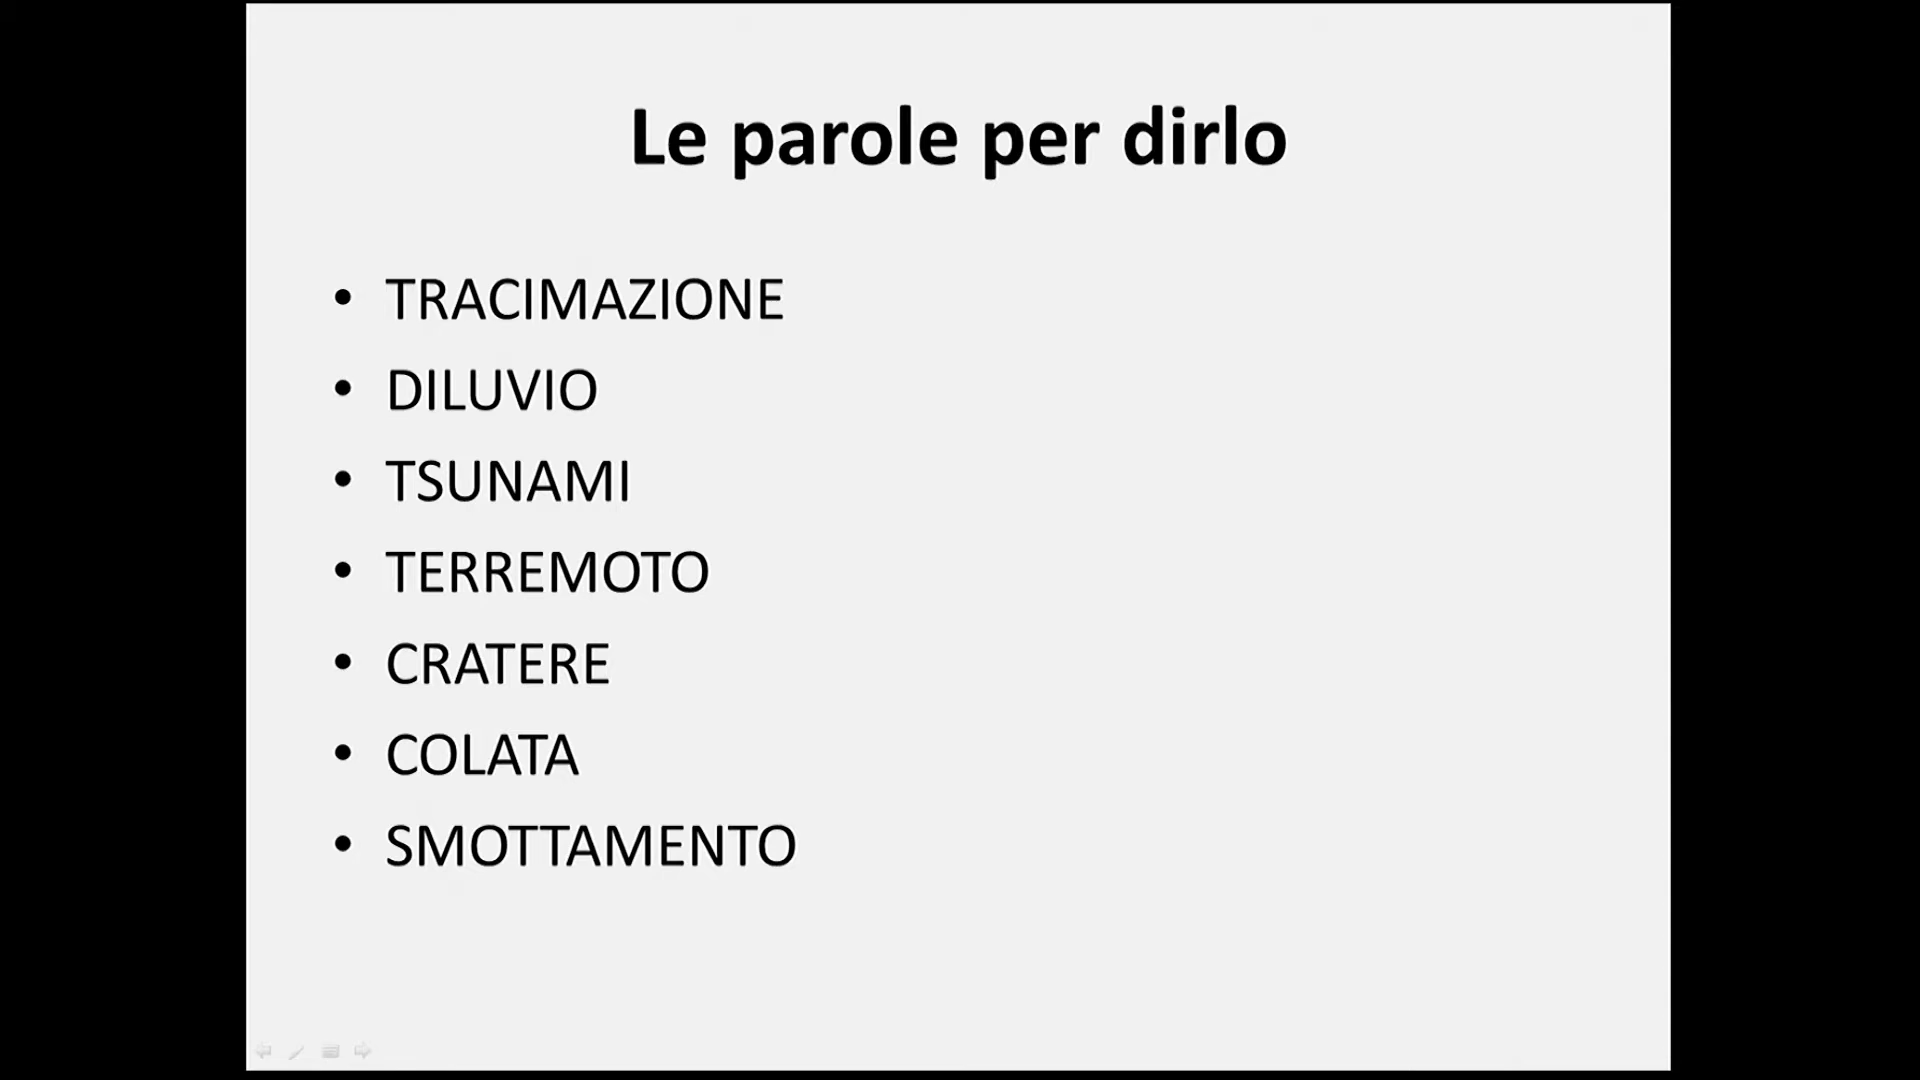 Le parole per dirlo
• TRACIMAZIONE
• DILUVIO
• TSUNAMI
• TERREMOTO
• CRATERE
• COLATA
• SMOTTAMENTO